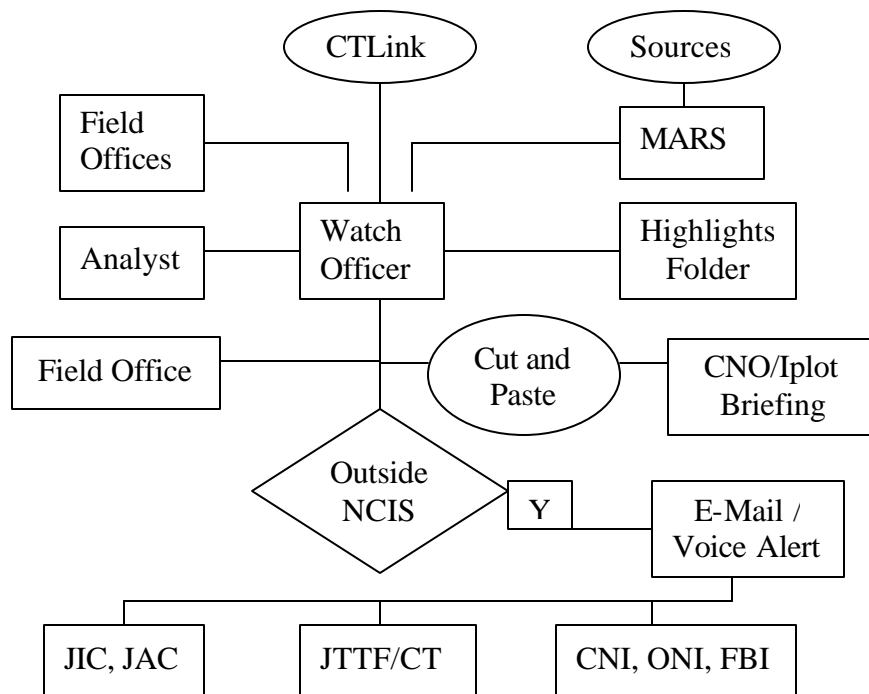 CTLink
Sources
Field
Offices
MARS
Analyst
Watch
Officer
Highlights
Folder
Field Office
Cut and
Paste
CNO/Iplot
Briefing
Outside
NCIS
Y
E-Mail /
Voice Alert
JIC, JAC
JTTF/CT
CNI, ONI, FBI